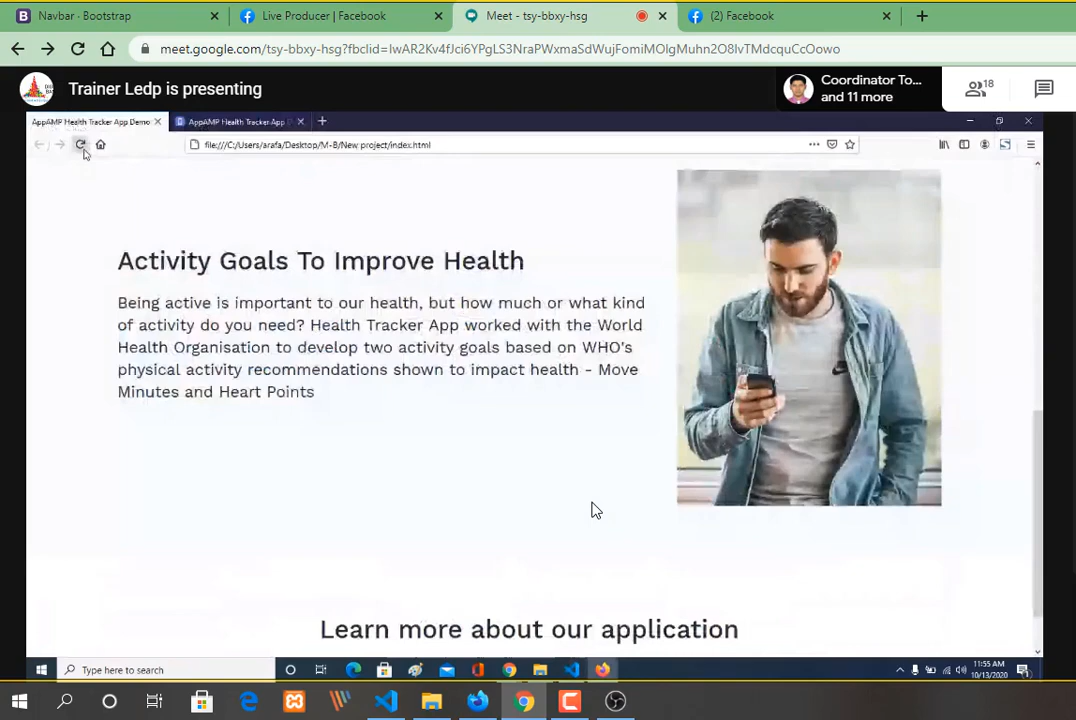 Navbar - Bootstrap
Live Producer | Facebook
Meet - tsy-bbxy-hsg
(2) Facebook
meet.google.com/tsy-bbxy-hsg?fbclid=IwAR2Kv4fJci6YPgLS3NraPWxmaSdWujFomiMOlgMuhn2O8IvTMdcquCcOowo
Trainer Ledp is presenting
Coordinator To...
and 11 more
18
AppAMP Health Tracker App Demo
AppAMP Health Tracker App
file:///C:/Users/arafa/Desktop/M-B/New project/index.html
Activity Goals To Improve Health
Being active is important to our health, but how much or what kind
of activity do you need? Health Tracker App worked with the World
Health Organisation to develop two activity goals based on WHO's
physical activity recommendations shown to impact health - Move
Minutes and Heart Points
Learn more about our application
Type here to search
11:55 AM
10/13/2020